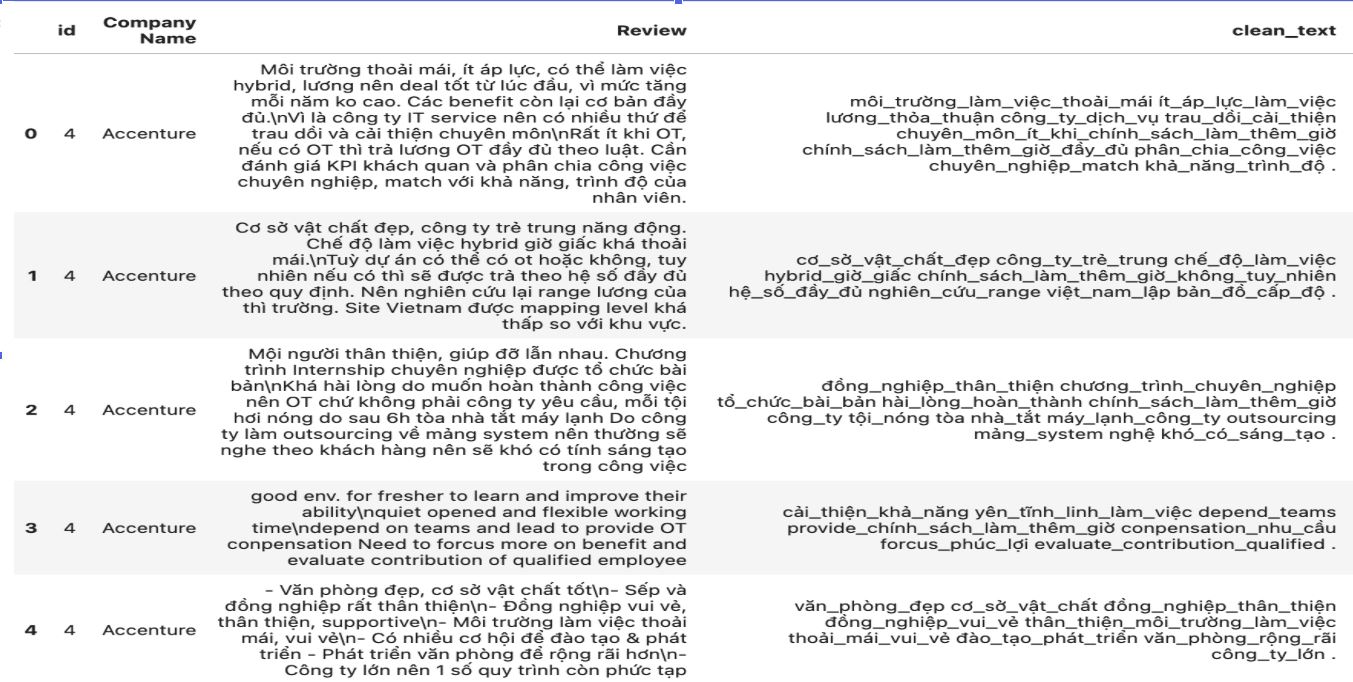 id Company Name Review clean_text
0 4 Accenture
Môi trường thoải mái, ít áp lực, có thể làm việc
hybrid, lương nên deal tốt từ lúc đầu, vì mức tăng
mỗi năm ko cao. Các benefit còn lại cơ bản đầy
đủ.\nVì là công ty IT service nên có nhiều thứ để
trau dồi và cải thiện chuyên môn\nRất ít khi OT,
nếu có OT thì trả lương OT đầy đủ theo luật. Cần
đánh giá KPI khách quan và phân chia công việc
chuyên nghiệp, match với khả năng, trình độ của
nhân viên.
môi_trường_làm_việc_thoải_mái ít_áp_lực_làm_việc
lương_thỏa_thuận công_ty_dịch_vụ trau_dồi_cải_thiện
chuyên_môn_ít_khi_chính_sách_làm_thêm_giờ
chính_sách_làm_thêm_giờ_đầy_đủ phân_chia_công_việc
chuyên_nghiệp_match khả_năng_trình_độ .
1 4 Accenture
Cơ sở vật chất đẹp, công ty trẻ trung năng động.
Chế độ làm việc hybrid giờ giấc khá thoải
mái.\nTuỳ dự án có thể có ot hoặc không, tuy
nhiên nếu có thì sẽ được trả theo hệ số đầy đủ
theo quy định. Nên nghiên cứu lại range lương của
thì trường. Site Vietnam được mapping level khá
thấp so với khu vực.
cơ_sở_vật_chất_đẹp công_ty_trẻ_trung chế_độ_làm_việc
hybrid_giờ_giấc chính_sách_làm_thêm_giờ_không_tuy_nhiên
hệ_số_đầy_đủ nghiên_cứu_range việt_nam_lập bản_đồ_cấp_độ .
2 4 Accenture
Mội người thân thiện, giúp đỡ lẫn nhau. Chương
trình Internship chuyên nghiệp được tổ chức bài
bản\nKhá hài lòng do muốn hoàn thành công việc
nên OT chứ không phải công ty yêu cầu, mỗi tội
hơi nóng do sau 6h tòa nhà tắt máy lạnh Do công
ty làm outsourcing về mảng system nên thường sẽ
nghe theo khách hàng nên sẽ khó có tính sáng tạo
trong công việc
đồng_nghiệp_thân_thiện chương_trình_chuyên_nghiệp
tổ_chức_bài_bản hài_lòng_hoàn_thành chính_sách_làm_thêm_giờ
công_ty tội_nóng tòa nhà_tắt máy_lạnh_công_ty outsourcing
mảng_system nghệ khó_có_sáng_tạo .
3 4 Accenture
good env. for fresher to learn and improve their
ability\nquiet opened and flexible working
time\ndepend on teams and lead to provide OT
conpensation Need to forcus more on benefit and
evaluate contribution of qualified employee
cải_thiện_khả_năng yên_tĩnh_linh_làm_việc depend_teams
provide_chính_sách_làm_thêm_giờ conpensation_nhu_cầu
forcus_phúc_lợi evaluate_contribution_qualified .
4 4 Accenture
- Văn phòng đẹp, cơ sở vật chất tốt\n- Sếp và
đồng nghiệp rất thân thiện\n- Đồng nghiệp vui vẻ,
thân thiện, supportive\n- Môi trường làm việc thoải
mái, vui vẻ\n- Có nhiều cơ hội để đào tạo & phát
triển - Phát triển văn phòng để rộng rãi hơn\n-
Công ty lớn nên 1 số quy trình còn phức tạp
văn_phòng_đẹp cơ_sở_vật_chất đồng_nghiệp_thân_thiện
đồng_nghiệp_vui_vẻ thân_thiện_môi_trường_làm_việc
thoải_mái_vui_vẻ đào_tạo_phát_triển văn_phòng_rộng_rãi
công_ty_lớn .